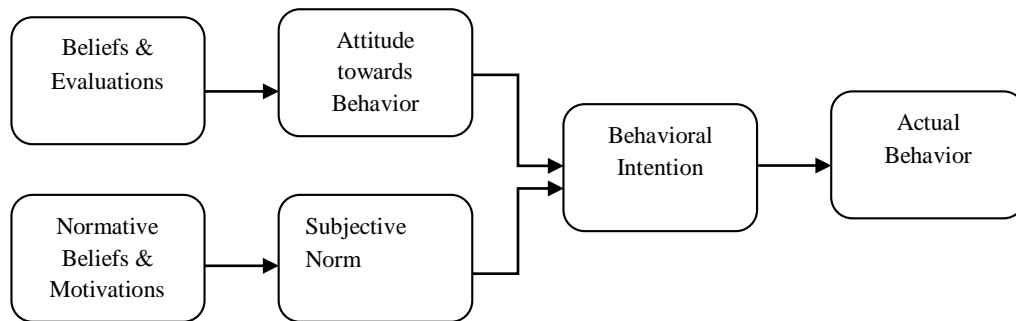 Beliefs &
Evaluations
Attitude
towards
Behavior
Behavioral
Intention
Actual
Behavior
Normative
Beliefs &
Motivations
Subjective
Norm